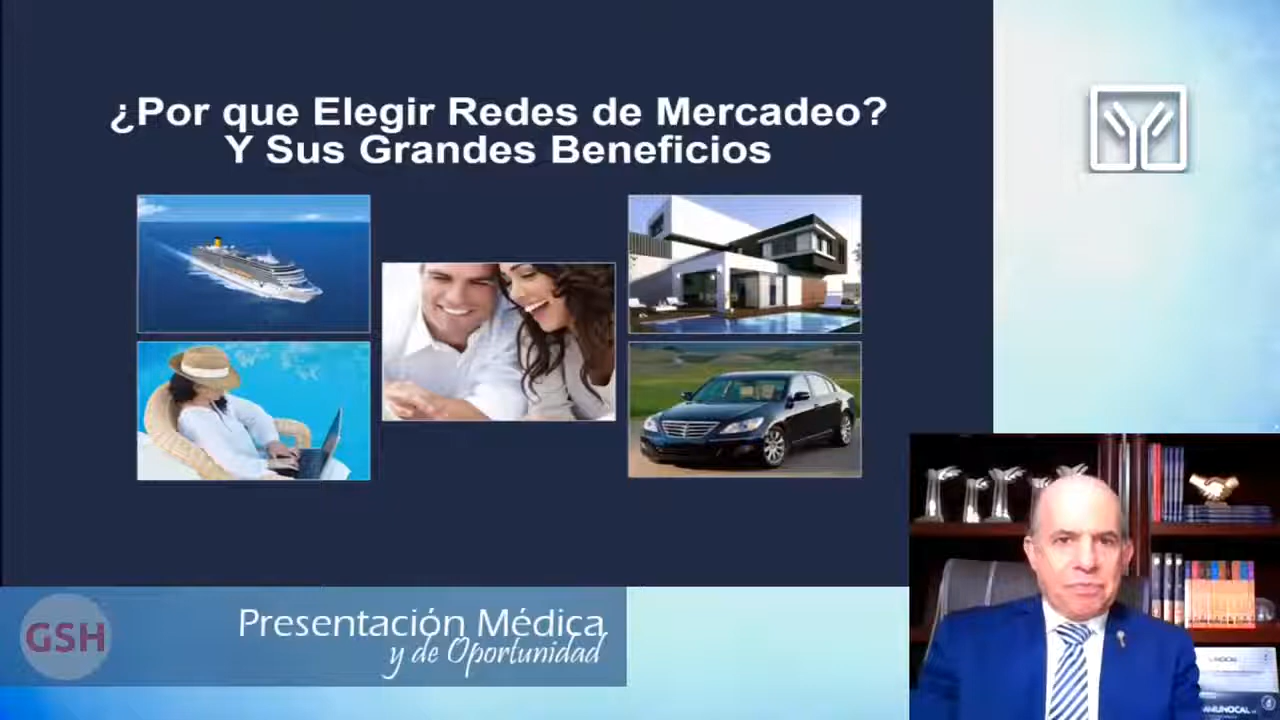 ¿Por que Elegir Redes de Mercadeo?
Y Sus Grandes Beneficios
GSH
Presentación Médica
y de Oportunidad